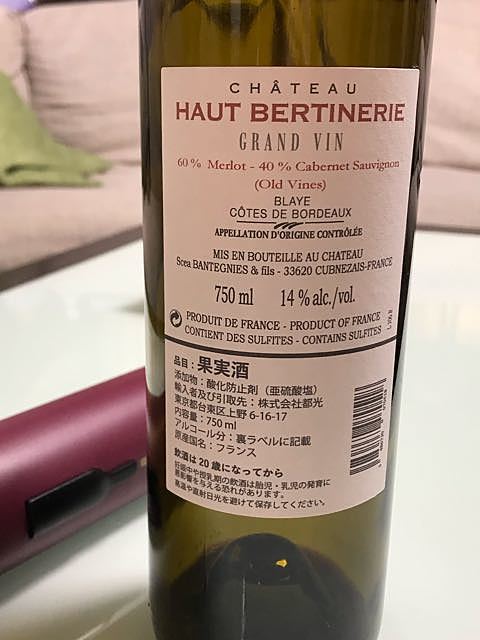 CHÂTEAU
HAUT BERTINERIE
GRAND VIN
60 % Merlot - 40 % Cabernet Sauvignon
(Old Vines)
BLAYE
CÔTES DE BORDEAUX
APPELLATION D'ORIGINE CONTRÔLÉE
MIS EN BOUTEILLE AU CHATEAU
Scea BANTEGNIES & fils - 33620 CUBNEZAIS-FRANCE
750 ml 14 % alc./vol.
PRODUIT DE FRANCE - PRODUCT OF FRANCE
CONTIENT DES SULFITES - CONTAINS SULFITES
品目：果実酒
添加物：酸化防止剤（亜硫酸塩）
輸入者及び引取先：株式会社都光
東京都台東区上野 6-16-17
内容量：750 ml
アルコール分：裏ラベルに記載
原産国名：フランス
飲酒は 20 歳になってから
妊娠中や授乳期の飲酒は胎児・乳児の発育に
悪影響を与える恐れがあります。
高温や直射日光を避けて保存してください。